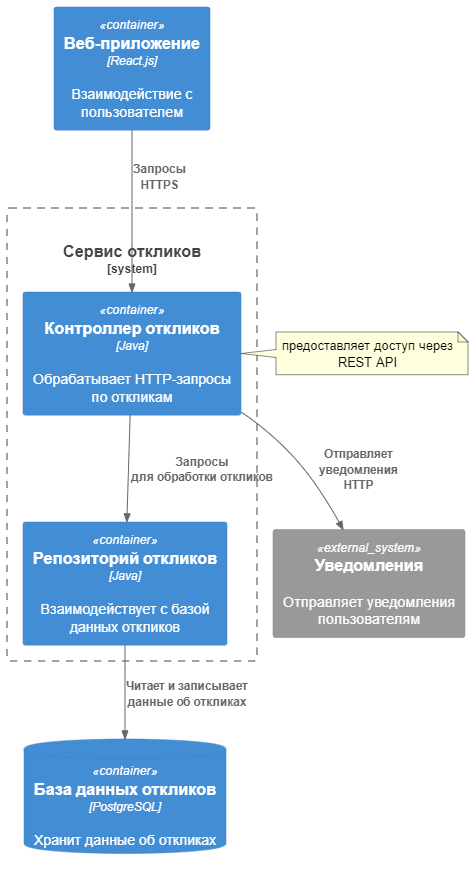 «container»
Веб-приложение
[React.js]
Взаимодействие с
пользователем
Запросы
HTTPS
Сервис откликов
[system]
«container»
Контроллер откликов
[Java]
Обрабатывает HTTP-запросы
по откликам
предоставляет доступ через
REST API
Запросы
для обработки откликов
Отправляет
уведомления
HTTP
«container»
Репозиторий откликов
[Java]
Взаимодействует с базой
данных откликов
«external_system»
Уведомления
Отправляет уведомления
пользователям
Читает и записывает
данные об откликах
«container»
База данных откликов
[PostgreSQL]
Хранит данные об откликах